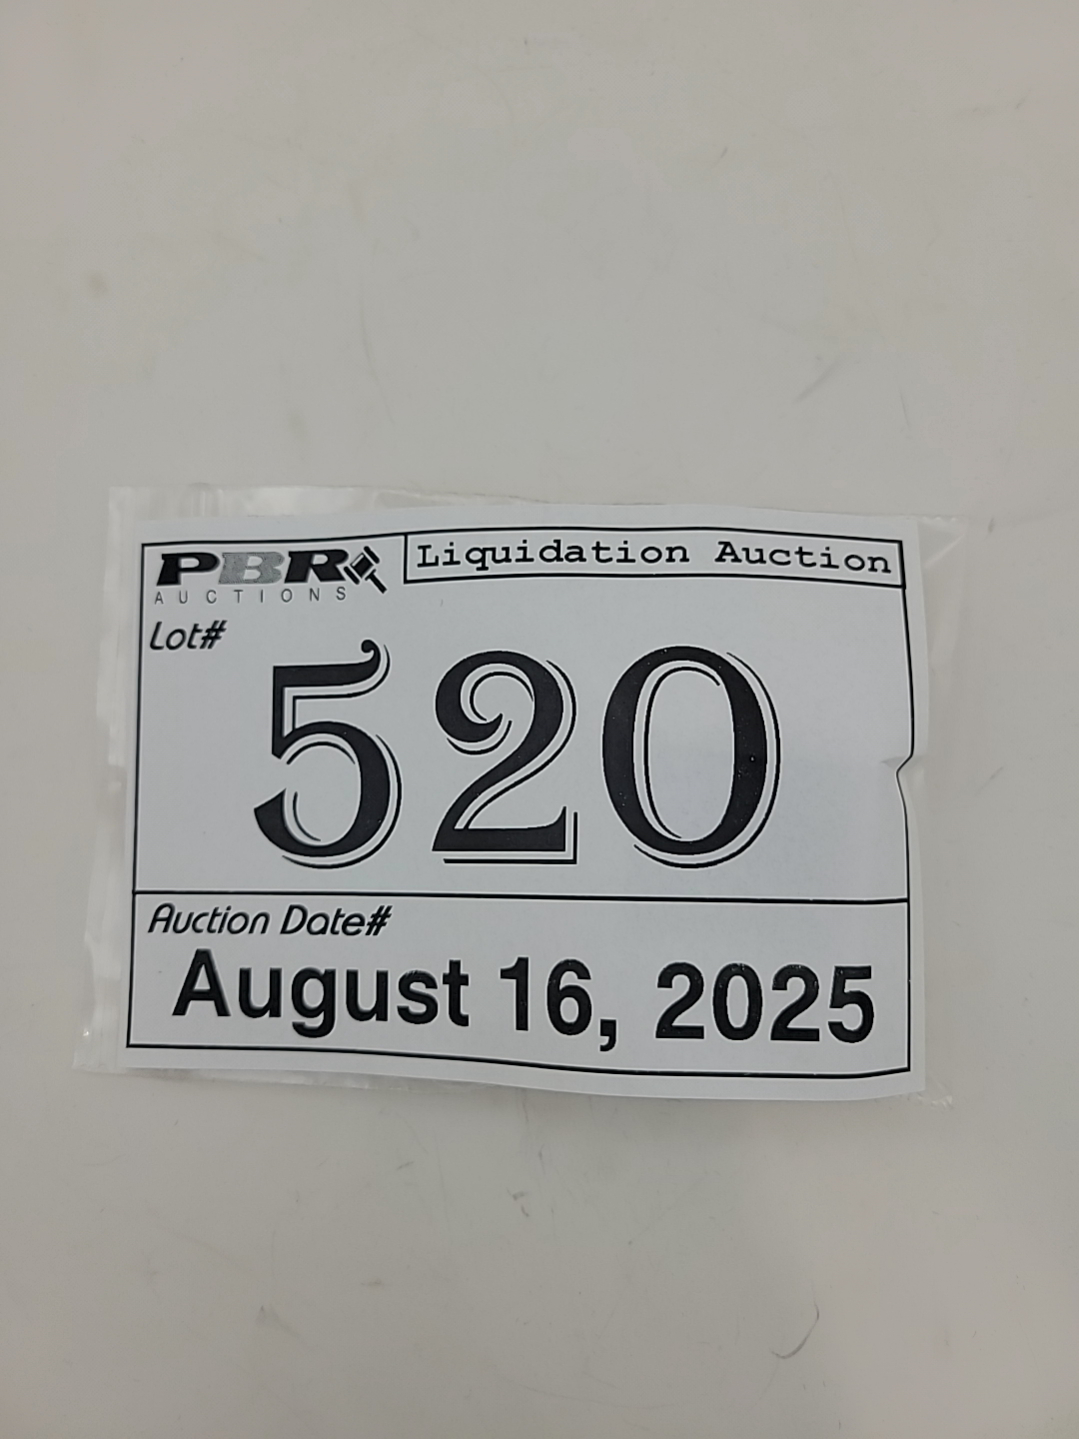 PBR
AUCTIONS
Liquidation Auction
Lot#
520
Auction Date#
August 16, 2025